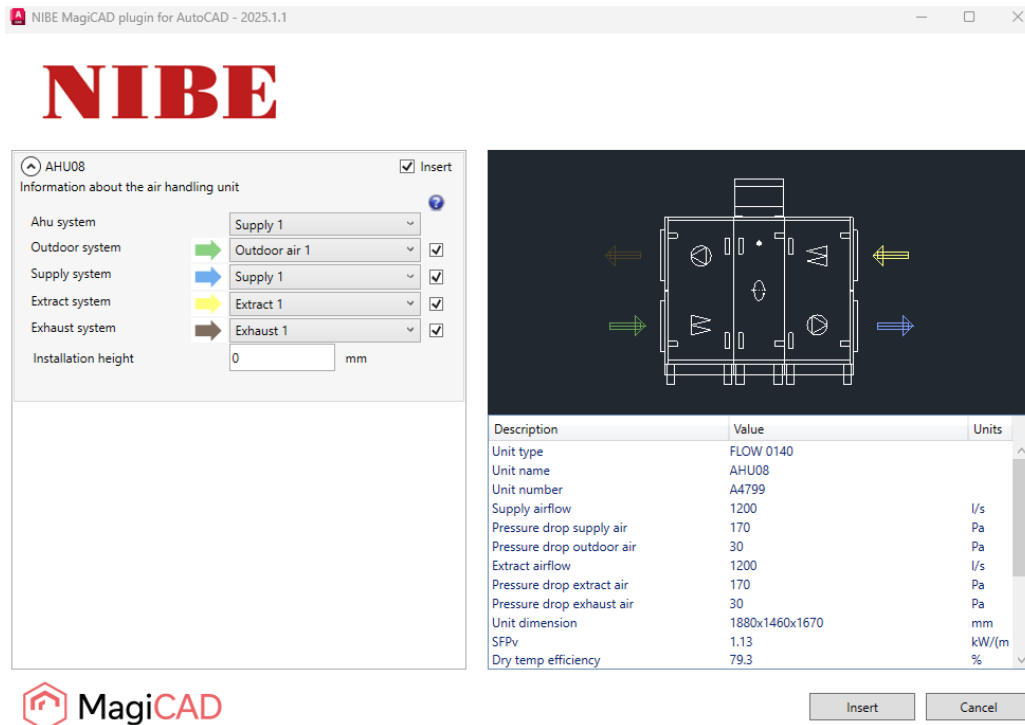 NIBE MagiCAD plugin for AutoCAD - 2025.1.1
NIBE
AHU08 Insert
Information about the air handling unit
Ahu system Supply 1
Outdoor system Outdoor air 1
Supply system Supply 1
Extract system Extract 1
Exhaust system Exhaust 1
Installation height 0 mm
Description Value Units
Unit type FLOW 0140
Unit name AHU08
Unit number A4799
Supply airflow 1200 l/s
Pressure drop supply air 170 Pa
Pressure drop outdoor air 30 Pa
Extract airflow 1200 l/s
Pressure drop extract air 170 Pa
Pressure drop exhaust air 30 Pa
Unit dimension 1880x1460x1670 mm
SFPv 1.13 kW/(m
Dry temp efficiency 79.3 %
MagiCAD
Insert Cancel